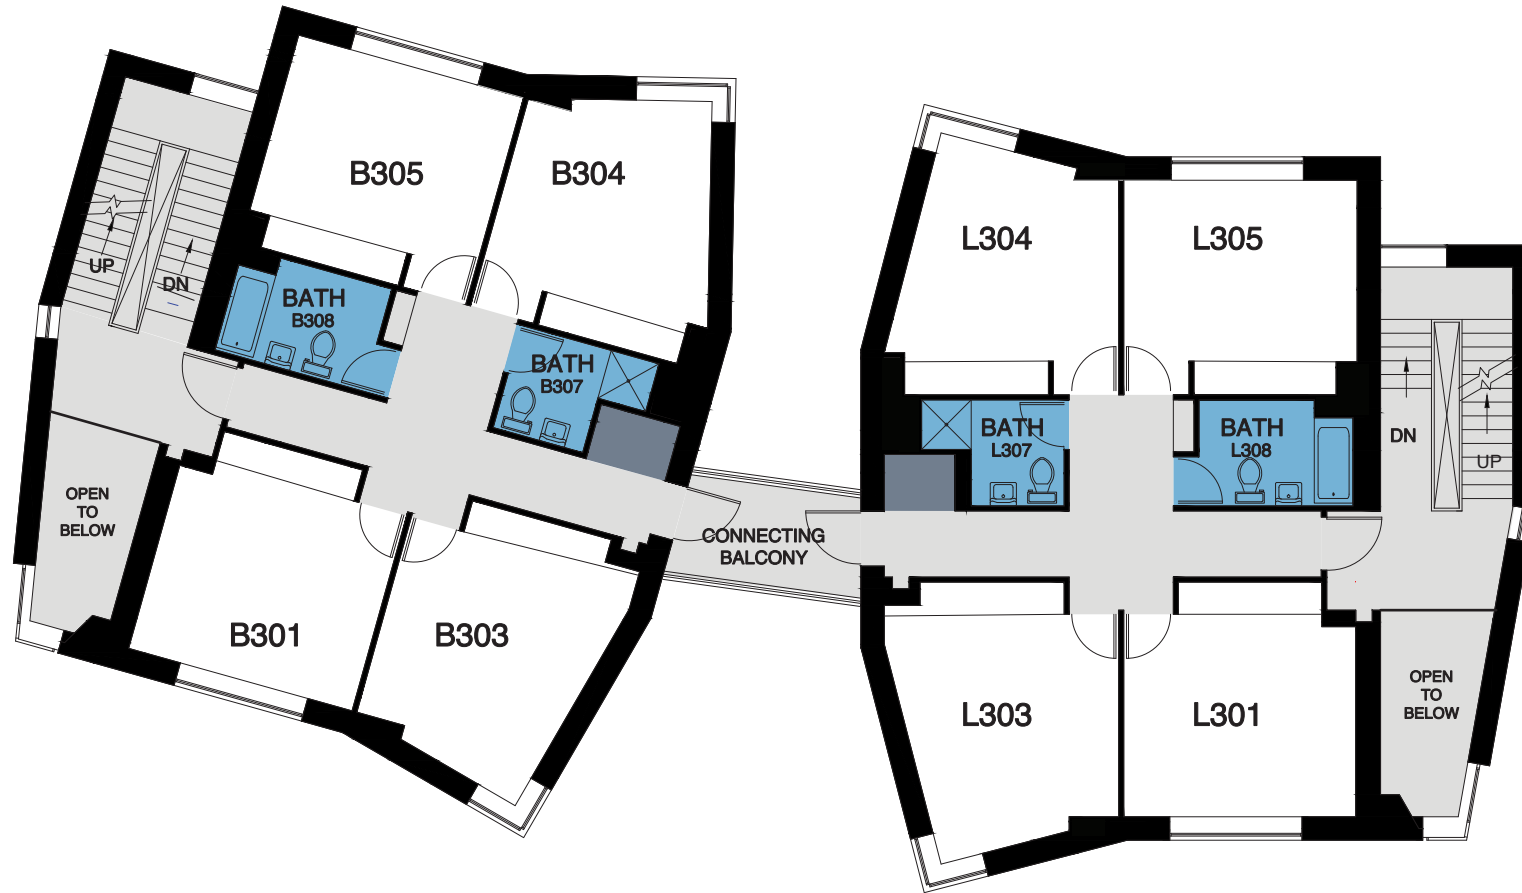 B305
B304
UP
DN
BATH
B308
BATH
B307
OPEN
TO
BELOW
B301
B303
CONNECTING
BALCONY
L304
L305
BATH
L307
BATH
L308
DN
UP
L303
L301
OPEN
TO
BELOW